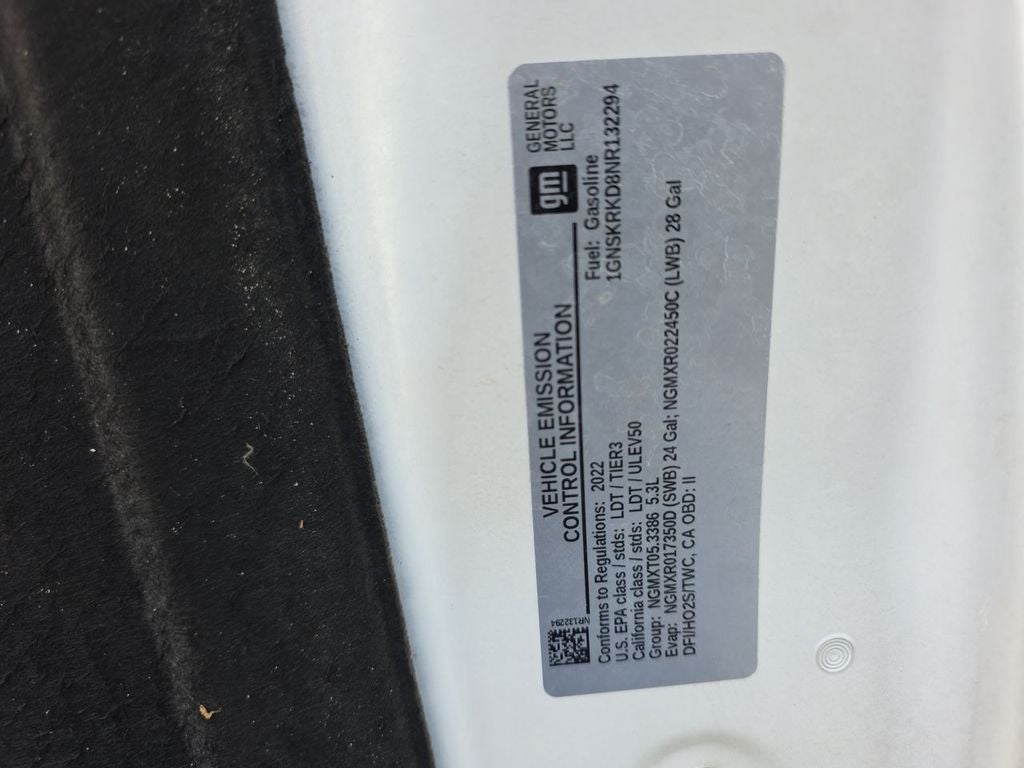 VEHICLE EMISSION
CONTROL INFORMATION
gm
GENERAL
MOTORS
LLC
NR132294
Conforms to Regulations: 2022
Fuel: Gasoline
U.S. EPA class / stds: LDT / TIER3
1GNSKRKD8NR132294
California class / stds: LDT / ULEV50
Group: NGMXT05.3386 5.3L
Evap: NGMXR017350D (SWB) 24 Gal; NGMXR022450C (LWB) 28 Gal
DFI/HO2S/TWC, CA OBD: II